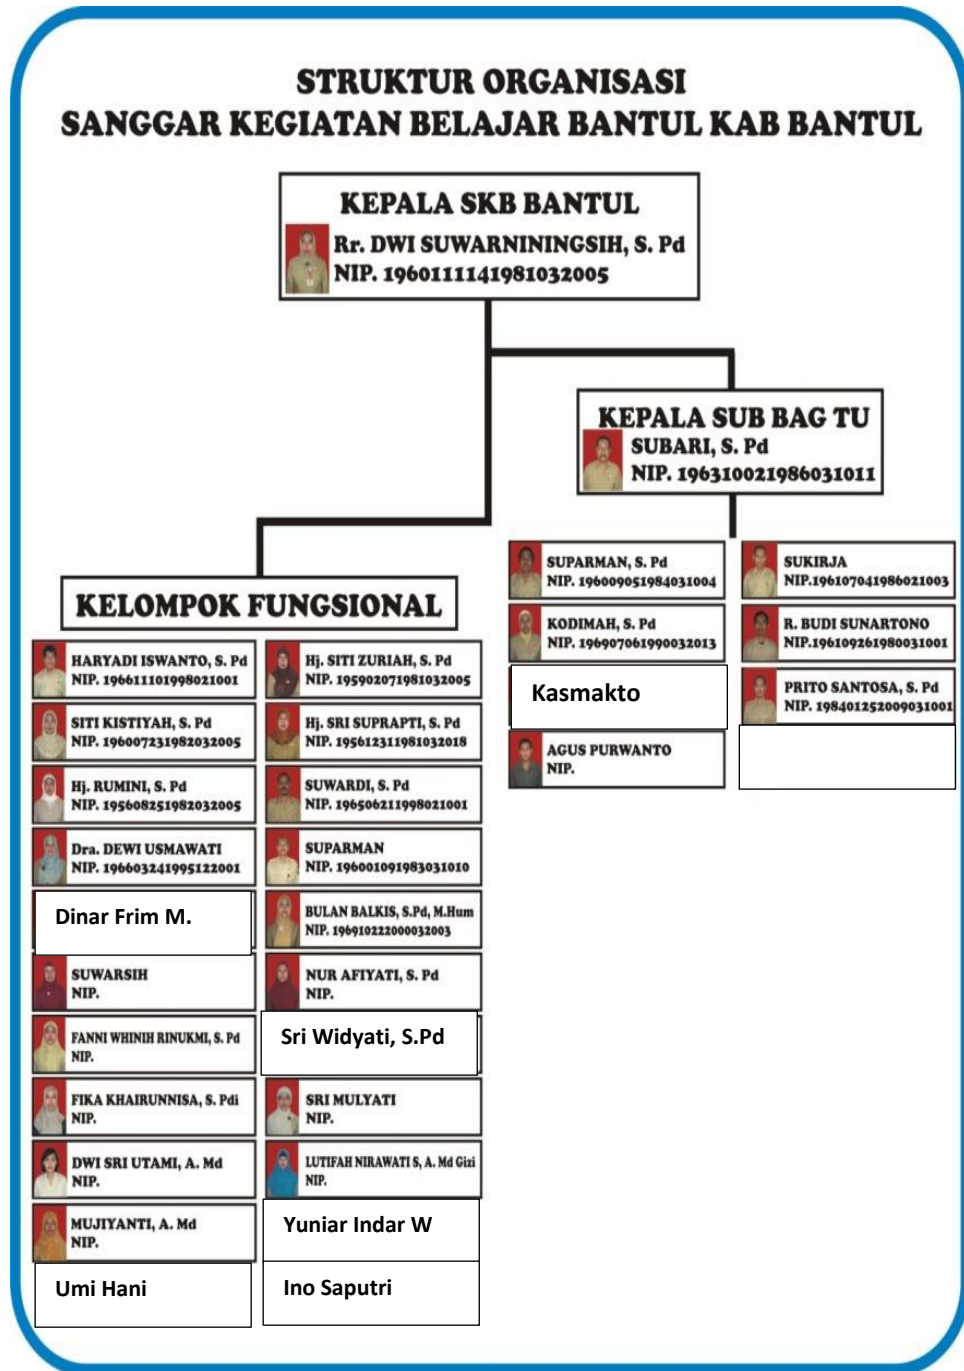 STRUKTUR ORGANISASI
SANGGAR KEGIATAN BELAJAR BANTUL KAB BANTUL
KEPALA SKB BANTUL
Rr. DWI SUWARNININGSIH, S. Pd
NIP. 196011141981032005
KEPALA SUB BAG TU
SUBARI, S. Pd
NIP. 196310021986031011
SUPARMAN, S. Pd
NIP. 196009051984031004
SUKIRJA
NIP.196107041986021003
KODIMAH, S. Pd
NIP. 196907061990032013
R. BUDI SUNARTONO
NIP.196109261980031001
Kasmakto
PRITO SANTOSA, S. Pd
NIP. 198401252009031001
AGUS PURWANTO
NIP.
KELOMPOK FUNGSIONAL
HARYADI ISWANTO, S. Pd
NIP. 196611101998021001
Hj. SITI ZURIAH, S. Pd
NIP. 195902071981032005
SITI KISTIYAH, S. Pd
NIP. 196007231982032005
Hj. SRI SUPRAPTI, S. Pd
NIP. 195612311981032018
Hj. RUMINI, S. Pd
NIP. 195608251982032005
SUWARDI, S. Pd
NIP. 196506211998021001
Dra. DEWI USMAWATI
NIP. 196603241995122001
SUPARMAN
NIP. 196001091983031010
Dinar Frim M.
BULAN BALKIS, S.Pd, M.Hum
NIP. 196910222000032003
SUWARSIH
NIP.
NUR AFIYATI, S. Pd
NIP.
FANNI WHINIH RINUKMI, S. Pd
NIP.
Sri Widyati, S.Pd
FIKA KHAIRUNNISA, S. Pdi
NIP.
SRI MULYATI
NIP.
DWI SRI UTAMI, A. Md
NIP.
LUTIFAH NIRAWATI S, A. Md Gizi
NIP.
MUJIYANTI, A. Md
NIP.
Yuniar Indar W
Umi Hani
Ino Saputri